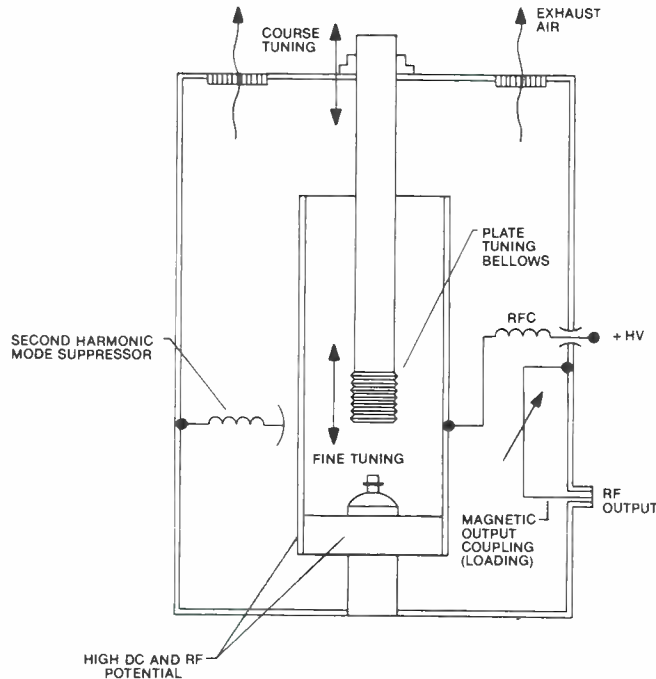 COURSE
TUNING
EXHAUST
AIR
PLATE
TUNING
BELLOWS
RFC
+ HV
SECOND HARMONIC
MODE SUPPRESSOR
FINE TUNING
RF
OUTPUT
MAGNETIC
OUTPUT
COUPLING
(LOADING)
HIGH DC AND RF
POTENTIAL